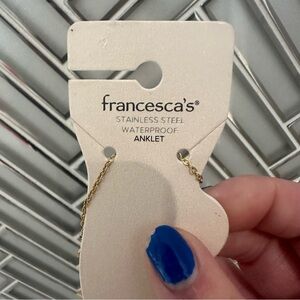 francesca's®
STAINLESS STEEL
WATERPROOF
ANKLET